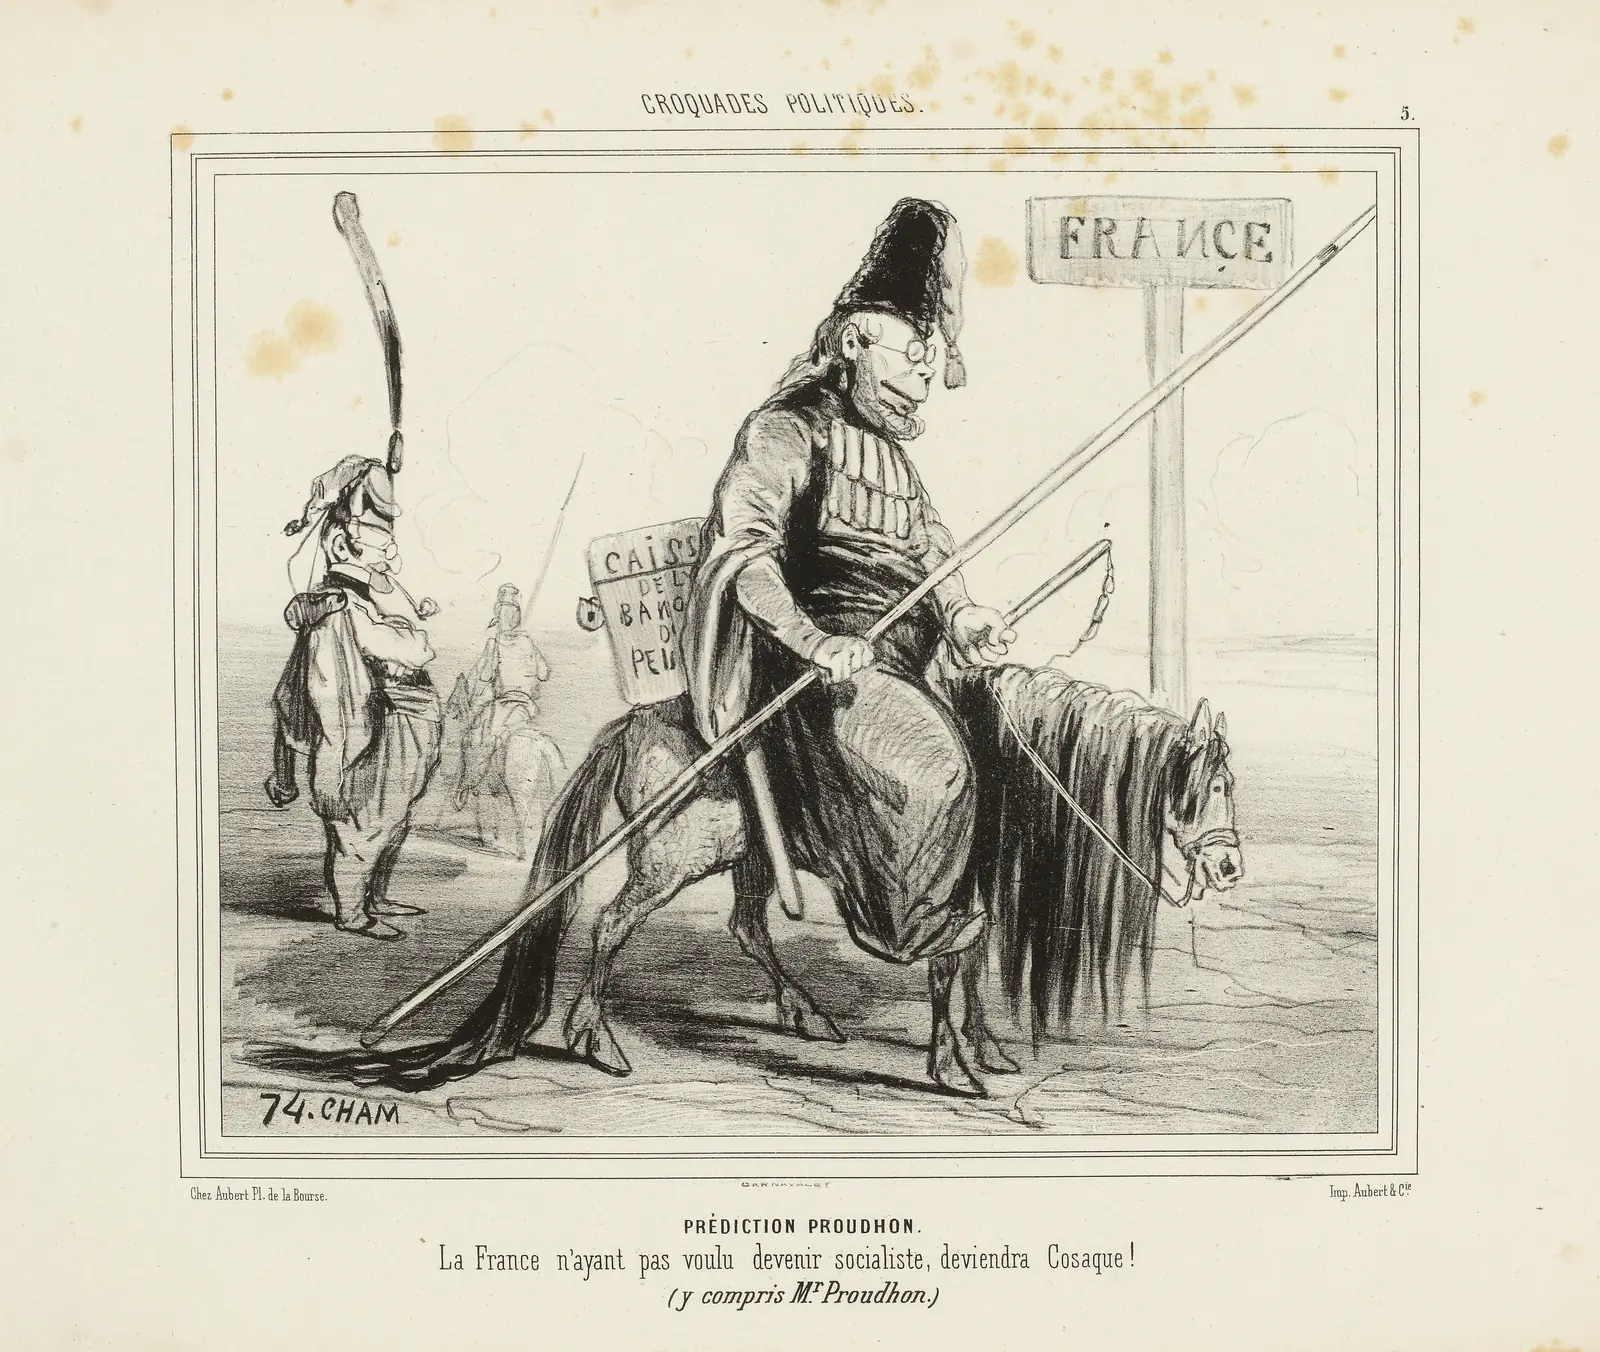 CROQUADES POLITIQUES.
5.
FRANÇE
CAISS
DE L
BANQ
DU
PEU
74. CHAM
Chez Aubert Pl. de la Bourse.
CARNAVALET
Imp. Aubert & Cie
PRÉDICTION PROUDHON.
La France n'ayant pas voulu devenir socialiste, deviendra Cosaque !
(y compris Mr. Proudhon.)